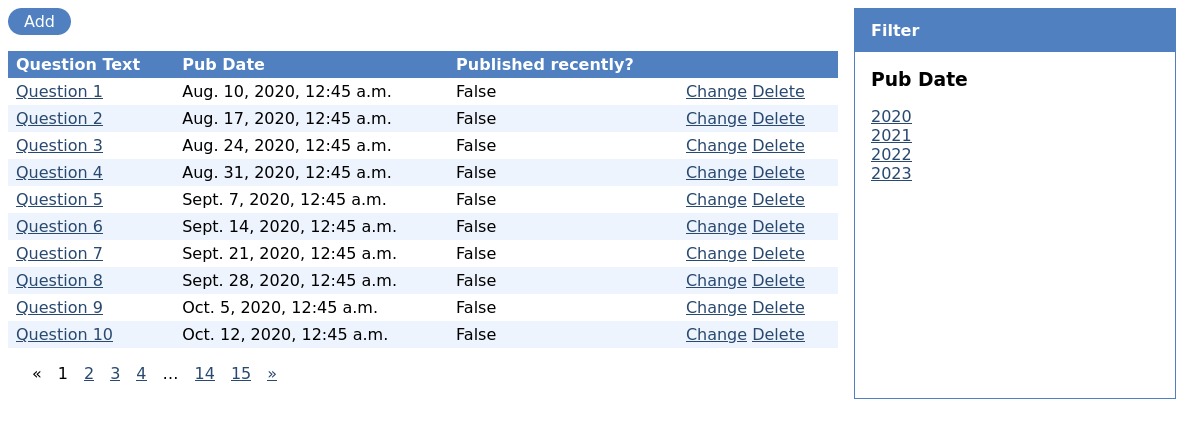 Add
Question Text Pub Date Published recently?
Question 1 Aug. 10, 2020, 12:45 a.m. False Change Delete
Question 2 Aug. 17, 2020, 12:45 a.m. False Change Delete
Question 3 Aug. 24, 2020, 12:45 a.m. False Change Delete
Question 4 Aug. 31, 2020, 12:45 a.m. False Change Delete
Question 5 Sept. 7, 2020, 12:45 a.m. False Change Delete
Question 6 Sept. 14, 2020, 12:45 a.m. False Change Delete
Question 7 Sept. 21, 2020, 12:45 a.m. False Change Delete
Question 8 Sept. 28, 2020, 12:45 a.m. False Change Delete
Question 9 Oct. 5, 2020, 12:45 a.m. False Change Delete
Question 10 Oct. 12, 2020, 12:45 a.m. False Change Delete
« 1 2 3 4 … 14 15 »
Filter
Pub Date
2020
2021
2022
2023